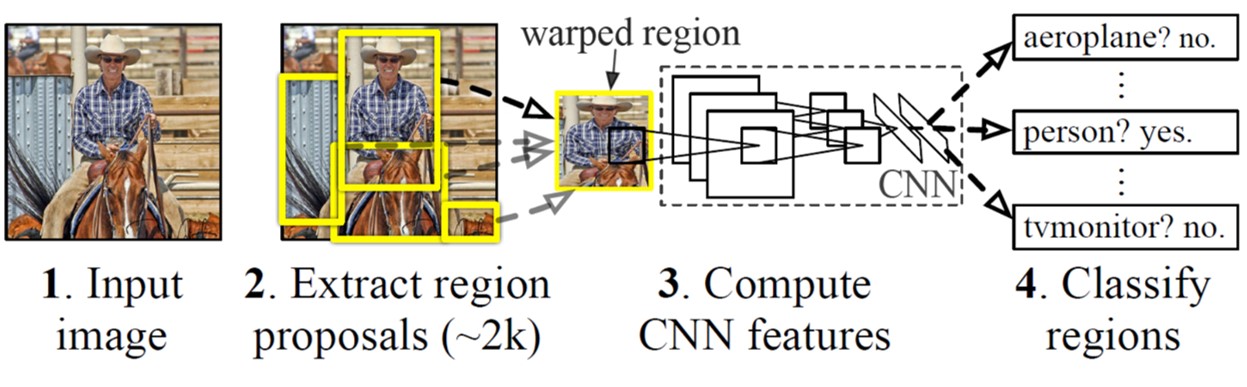 warped region
aeroplane? no.
person? yes.
CNN
tvmonitor? no.
1. Input
image
2. Extract region
proposals (~2k)
3. Compute
CNN features
4. Classify
regions